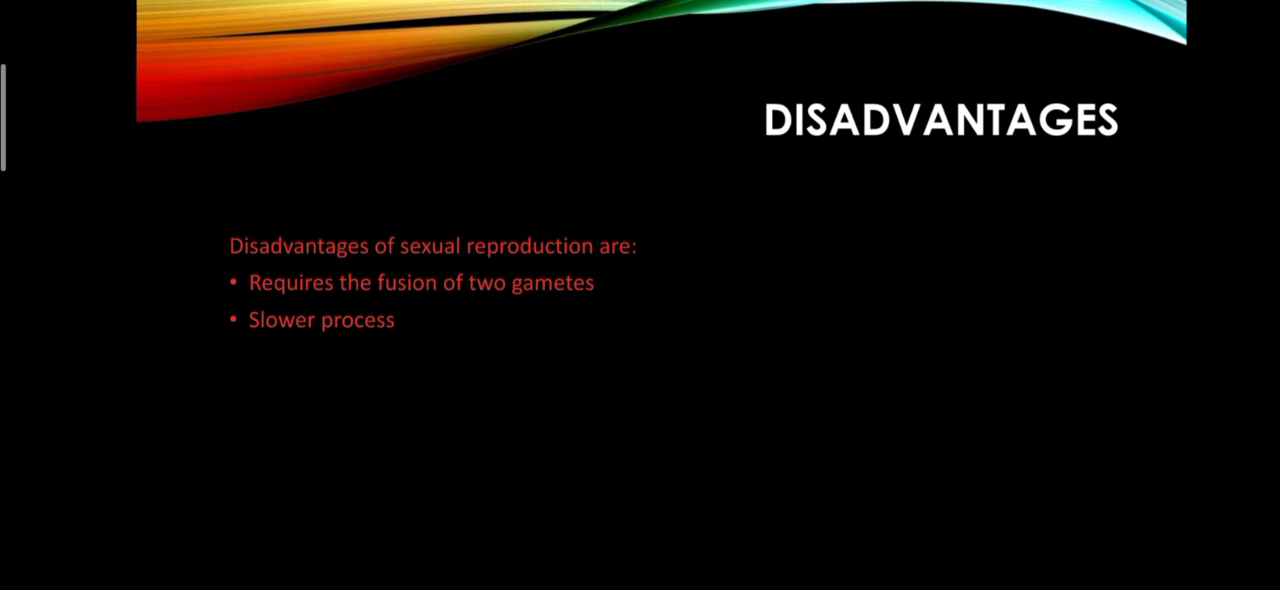 DISADVANTAGES
Disadvantages of sexual reproduction are:
• Requires the fusion of two gametes
• Slower process